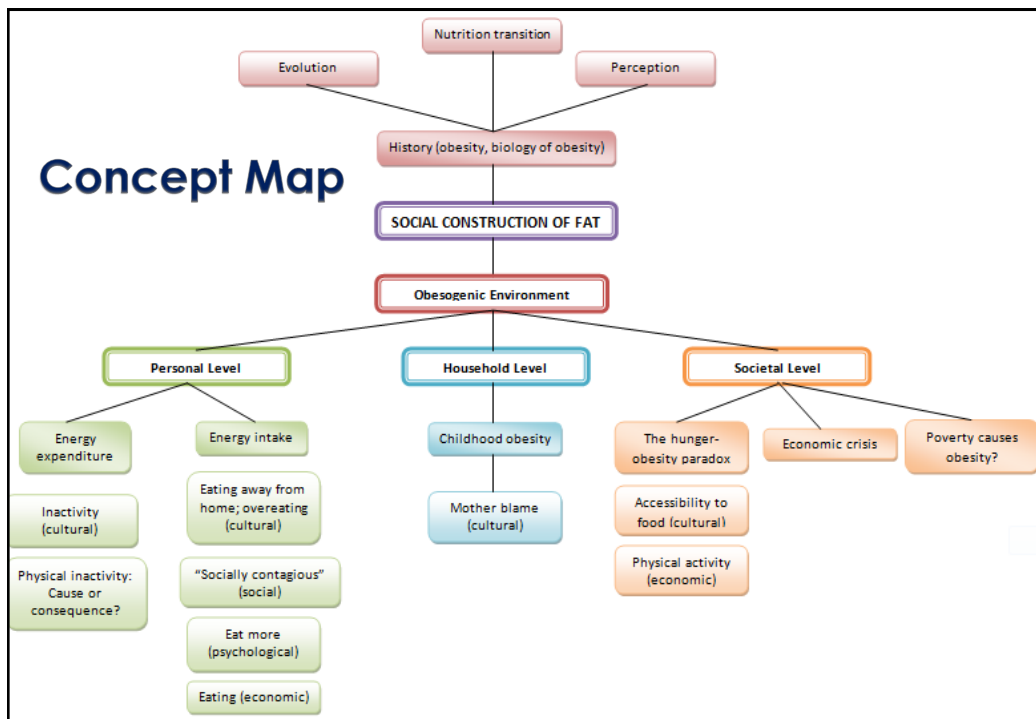 Nutrition transition
Evolution
Perception
History (obesity, biology of obesity)
Concept Map
SOCIAL CONSTRUCTION OF FAT
Obesogenic Environment
Personal Level
Household Level
Societal Level
Energy
expenditure
Energy intake
Childhood obesity
The hunger-
obesity paradox
Economic crisis
Poverty causes
obesity?
Inactivity
(cultural)
Eating away from
home; overeating
(cultural)
Mother blame
(cultural)
Accessibility to
food (cultural)
Physical inactivity:
Cause or
consequence?
“Socially contagious”
(social)
Physical activity
(economic)
Eat more
(psychological)
Eating (economic)